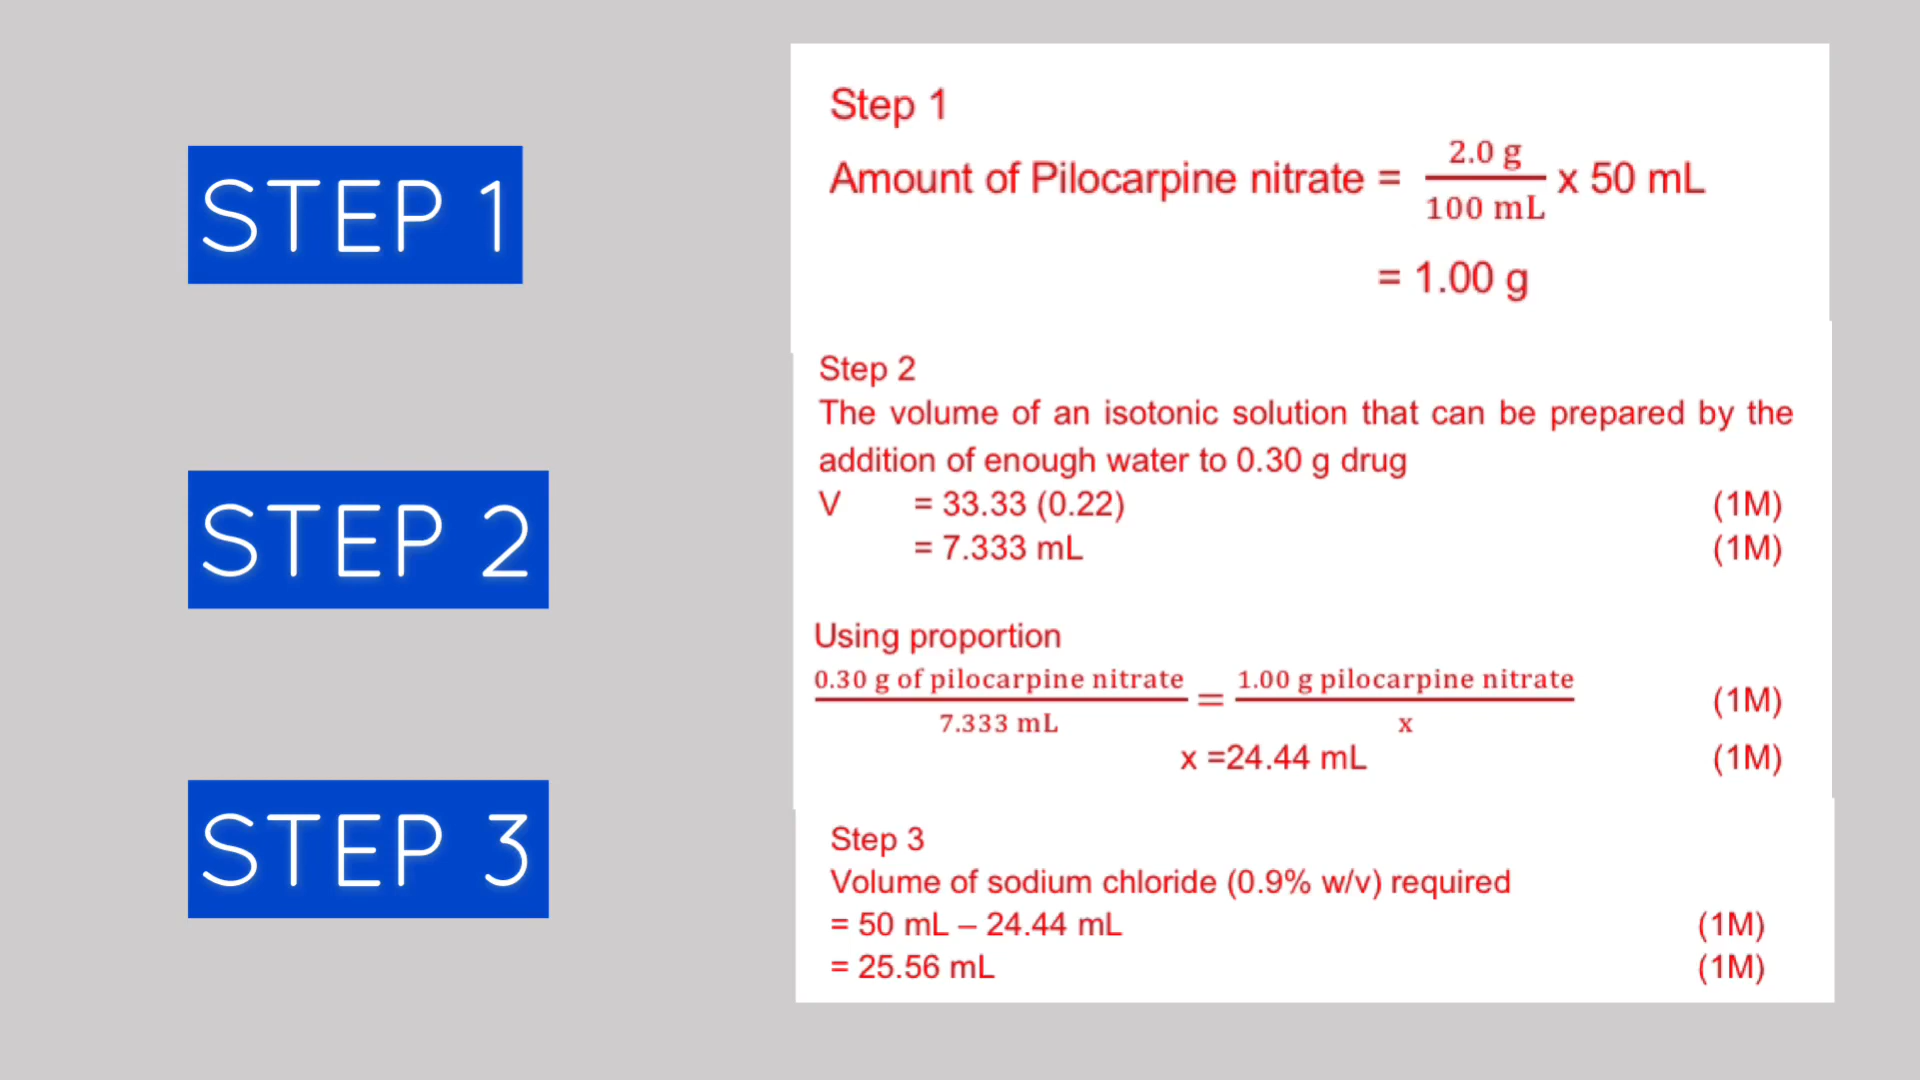 STEP 1
STEP 2
STEP 3
Step 1
Amount of Pilocarpine nitrate = 2.0 g / 100 mL x 50 mL
= 1.00 g
Step 2
The volume of an isotonic solution that can be prepared by the
addition of enough water to 0.30 g drug
V = 33.33 (0.22) (1M)
= 7.333 mL (1M)
Using proportion
0.30 g of pilocarpine nitrate / 7.333 mL = 1.00 g pilocarpine nitrate / x (1M)
x =24.44 mL (1M)
Step 3
Volume of sodium chloride (0.9% w/v) required
= 50 mL – 24.44 mL (1M)
= 25.56 mL (1M)